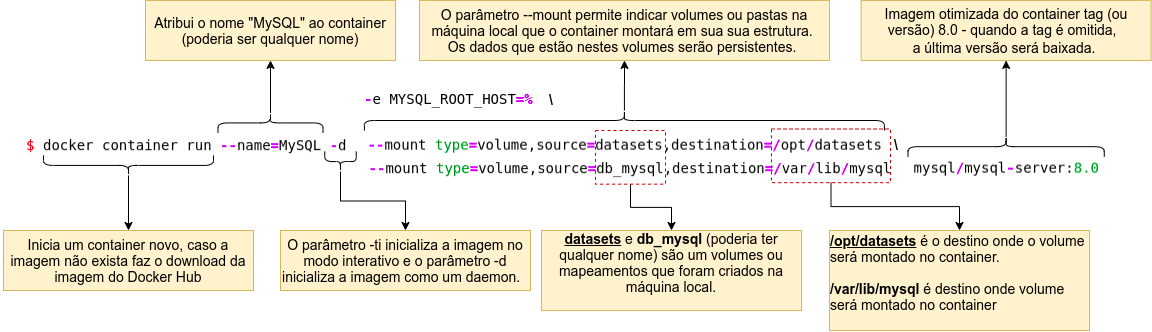 Atribui o nome "MySQL" ao container
(poderia ser qualquer nome)
O parâmetro --mount permite indicar volumes ou pastas na
máquina local que o container montará em sua sua estrutura.
Os dados que estão nestes volumes serão persistentes.
Imagem otimizada do container tag (ou
versão) 8.0 - quando a tag é omitida,
a última versão será baixada.
-e MYSQL_ROOT_HOST=% \
$ docker container run --name=MySQL -d --mount type=volume,source=datasets,destination=/opt/datasets \
--mount type=volume,source=db_mysql,destination=/var/lib/mysql mysql/mysql-server:8.0
Inicia um container novo, caso a
imagem não exista faz o download da
imagem do Docker Hub
O parâmetro -ti inicializa a imagem no
modo interativo e o parâmetro -d
inicializa a imagem como um daemon.
datasets e db_mysql (poderia ter
qualquer nome) são um volumes ou
mapeamentos que foram criados na
máquina local.
/opt/datasets é o destino onde o volume
será montado no container.
/var/lib/mysql é destino onde volume
será montado no container